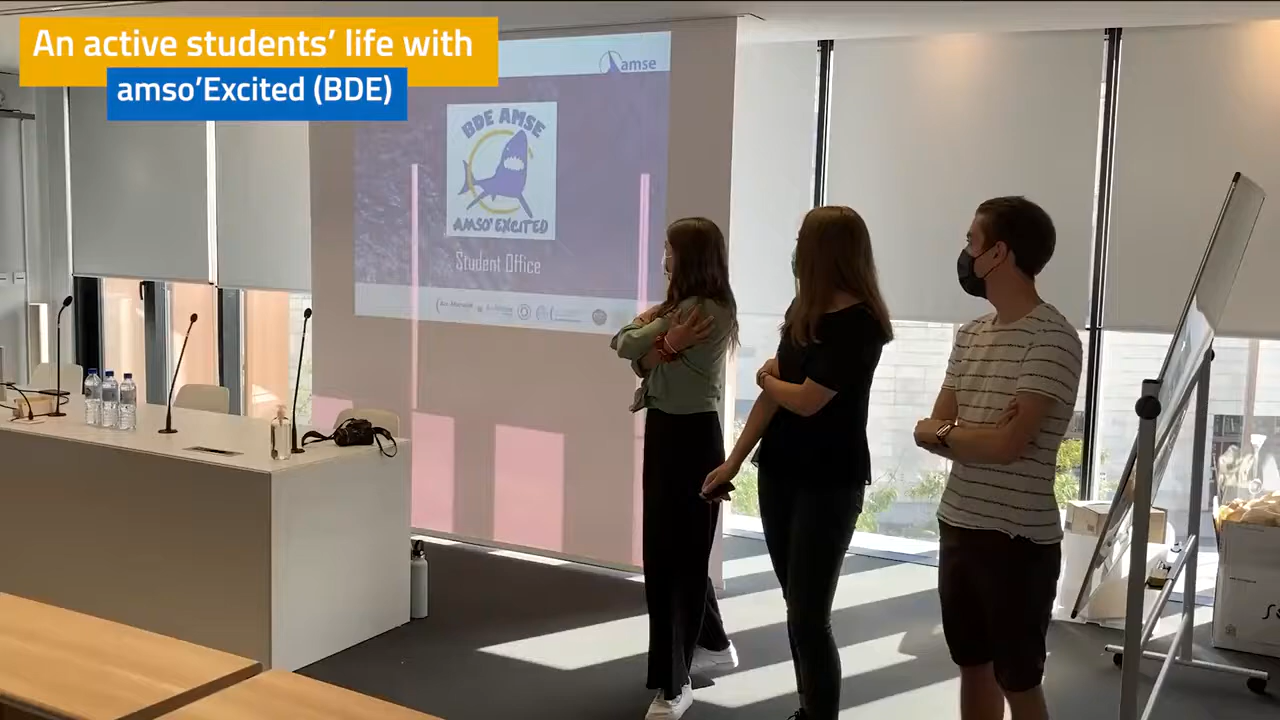 An active students’ life with
amso’Excited (BDE)
amse
BDE AMSE
AMSO'EXCITED
Student Office